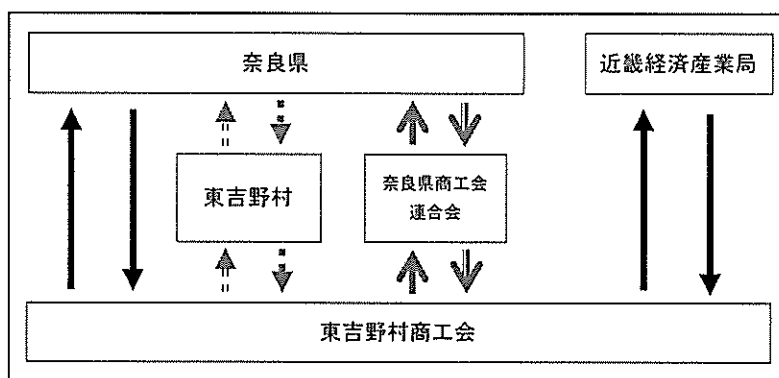 奈良県
近畿経済産業局
東吉野村
奈良県商工会
連合会
東吉野村商工会